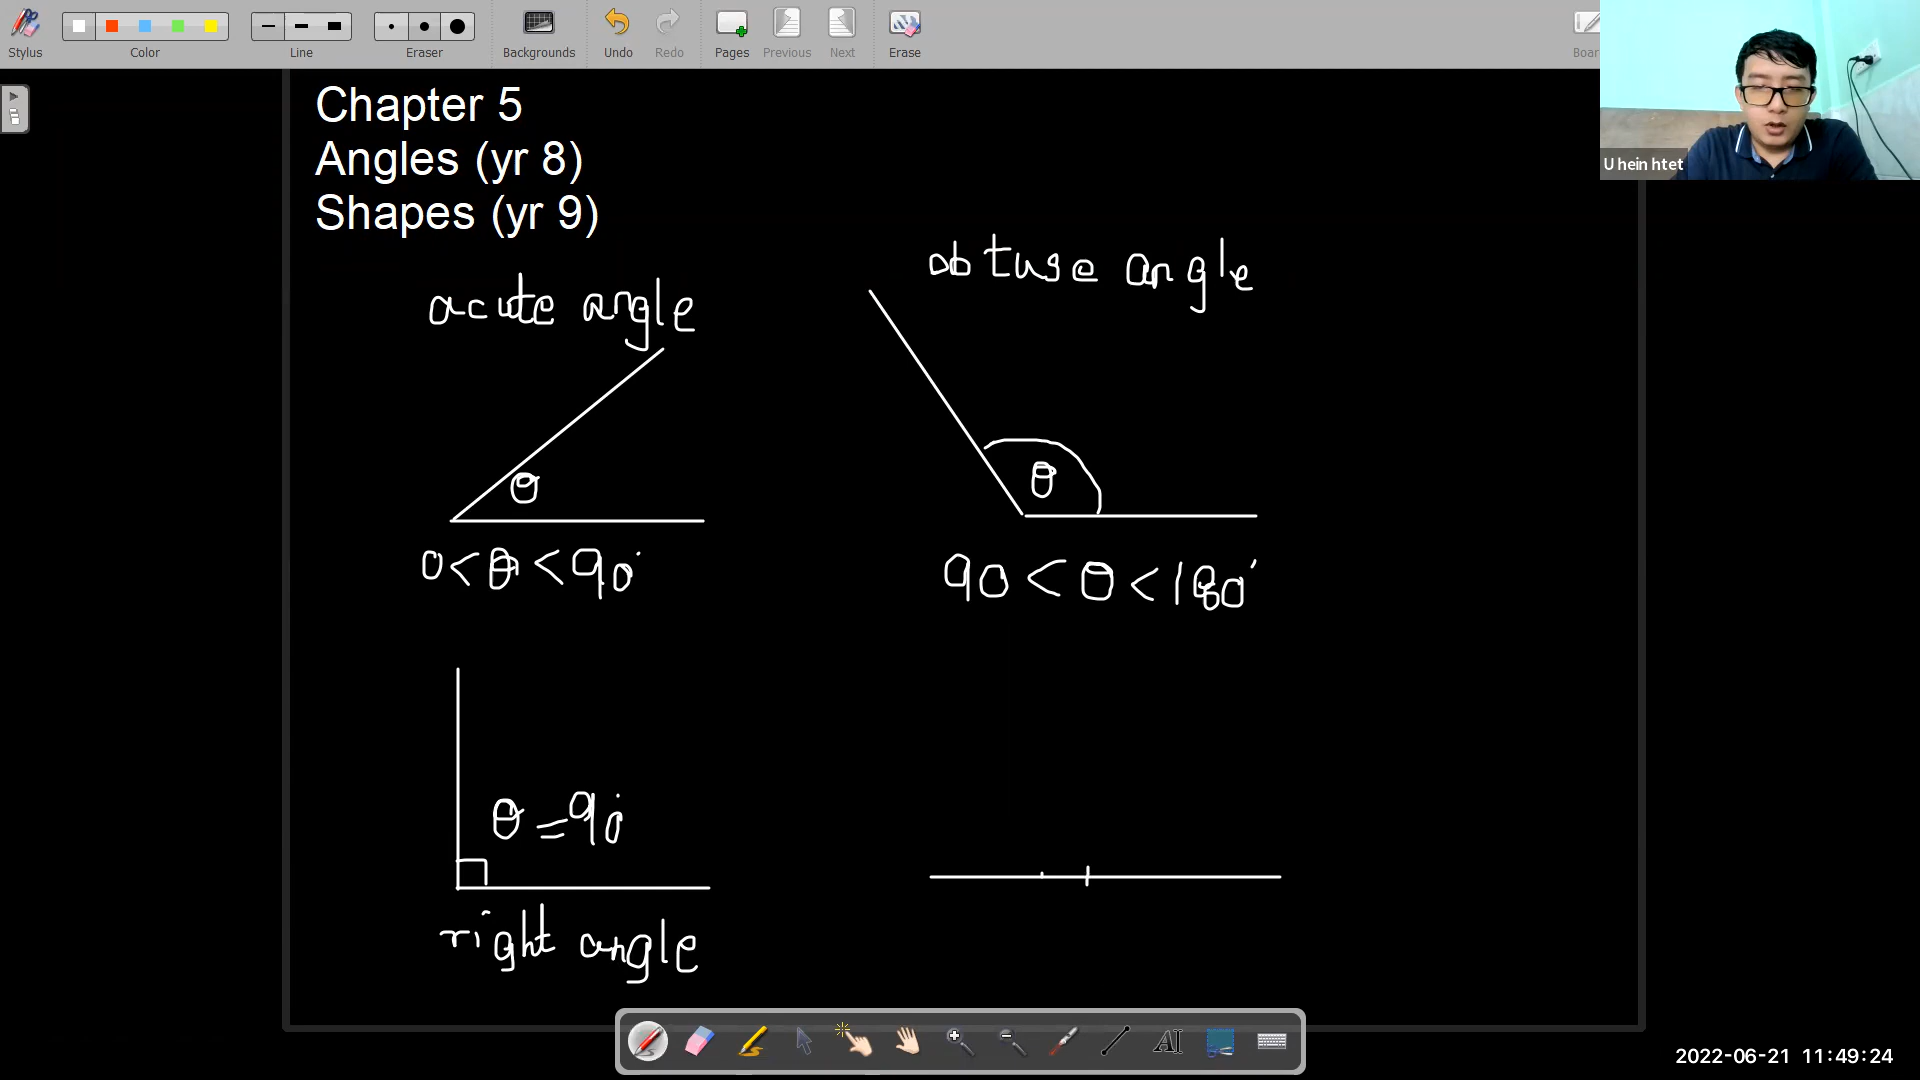 Stylus
Color
Line
Eraser
Backgrounds
Undo
Redo
Pages
Previous
Next
Erase
Boar
U hein htet
Chapter 5
Angles (yr 8)
Shapes (yr 9)
acute angle
θ
0<θ<90°
obtuse angle
θ
90<θ<180°
θ=90°
right angle
2022-06-21 11:49:24